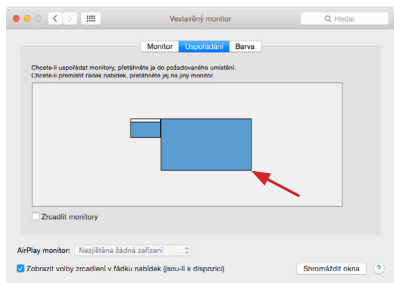 Vestavěný monitor
Hledat
Monitor Uspořádání Barva
Chcete-li uspořádat monitory, přetáhněte je do požadovaného umístění.
Chcete-li přemístit řádek nabídek, přetáhněte jej na jiný monitor.
Zrcadlit monitory
AirPlay monitor: Nezjištěna žádná zařízení
Zobrazit volby zrcadlení v řádku nabídek (jsou-li k dispozici)
Shromáždit okna ?